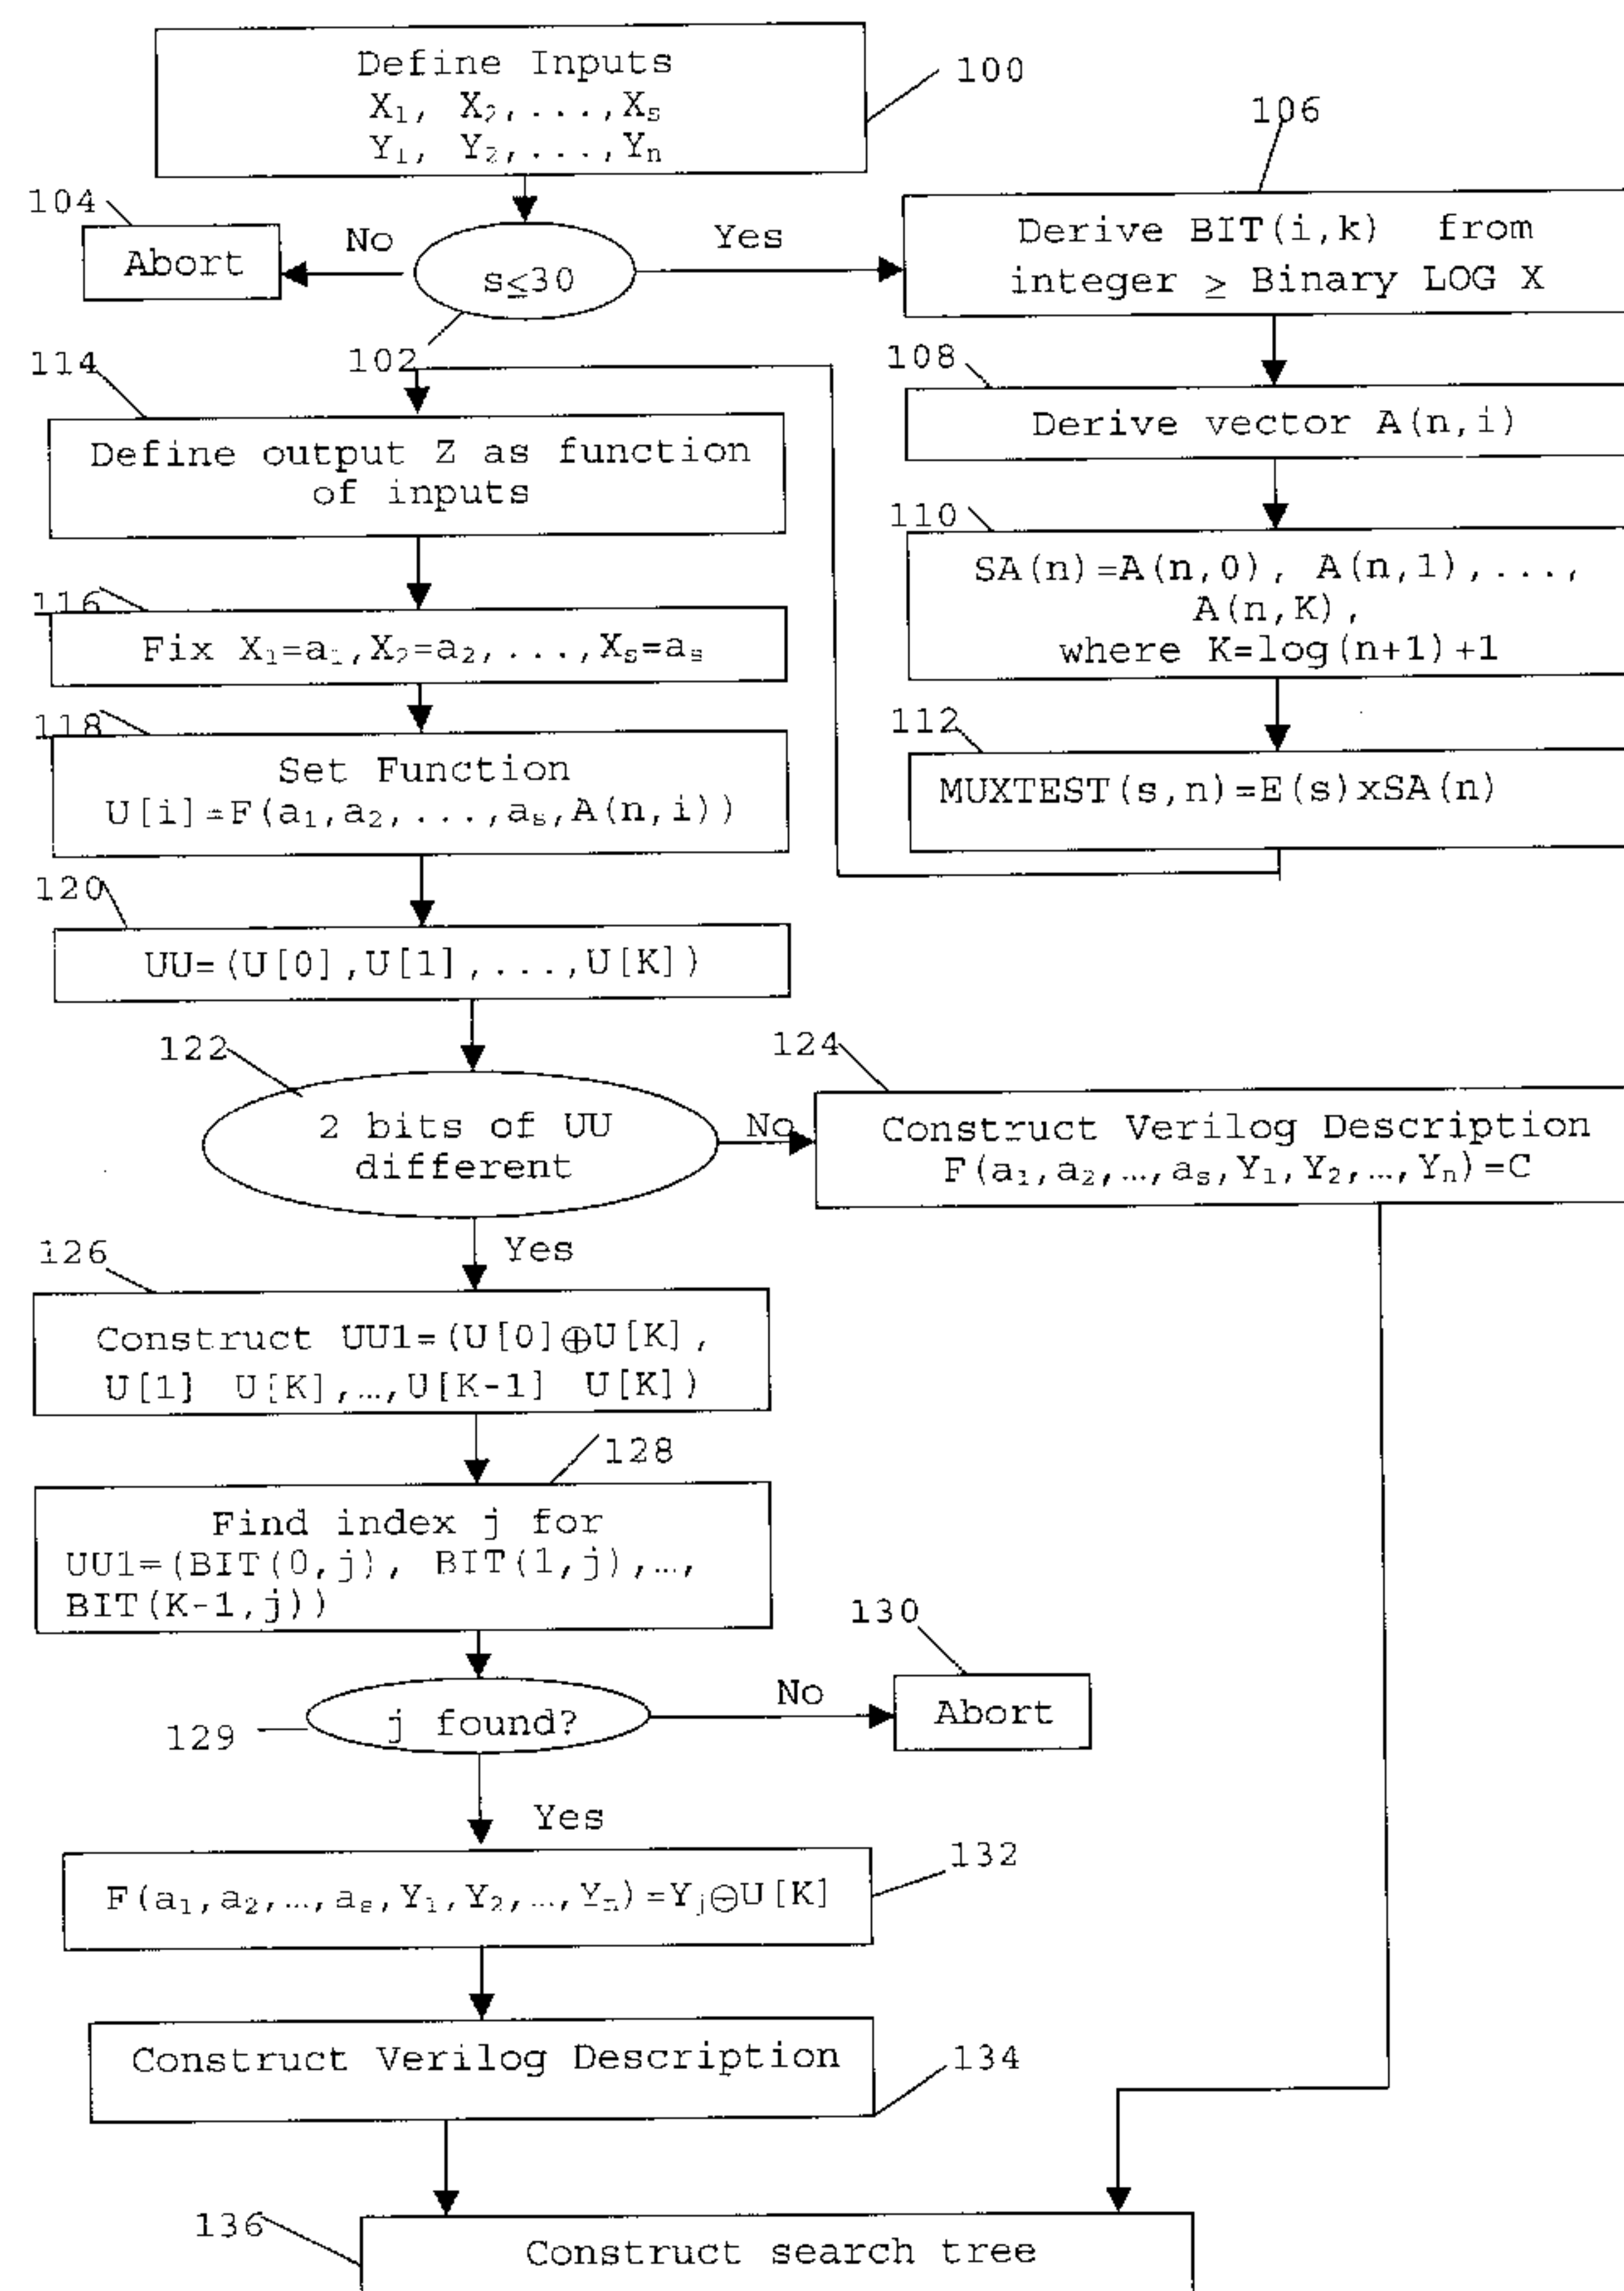 Define Inputs
X₁, X₂,...,Xₛ
Y₁, Y₂,...,Yₙ
100
104
Abort
No
s≤30
Yes
102
106
Derive BIT(i,k) from
integer ≥ Binary LOG X
108
Derive vector A(n,i)
110
SA(n)=A(n,0), A(n,1),...,
A(n,K),
where K=log(n+1)+1
112
MUXTEST(s,n)=E(s)xSA(n)
114
Define output Z as function
of inputs
116
Fix X₁=a₁,X₂=a₂,...,Xₛ=aₛ
118
Set Function
U[i]=F(a₁,a₂,...,aₛ,A(n,i))
120
UU=(U[0],U[1],...,U[K])
122
2 bits of UU
different
No
124
Construct Verilog Description
F(a₁,a₂,…,aₛ,Y₁,Y₂,…,Yₙ)=C
Yes
126
Construct UU1=(U[0]⊕U[K],
U[1] U[K],…,U[K-1] U[K])
128
Find index j for
UU1=(BIT(0,j), BIT(1,j),…,
BIT(K-1,j))
129
j found?
No
130
Abort
Yes
132
F(a₁,a₂,…,aₛ,Y₁,Y₂,…,Yₙ)=Yⱼ⊖U[K]
Construct Verilog Description
134
136
Construct search tree